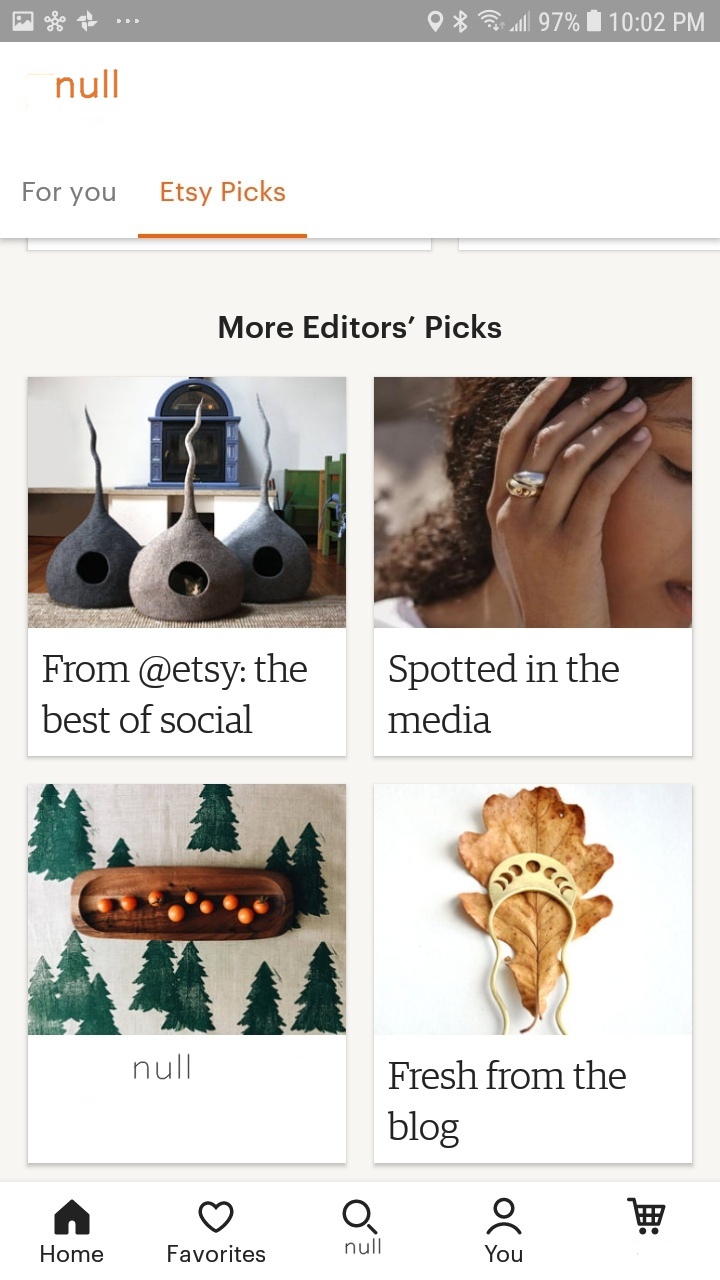 97% 10:02 PM
null
For you Etsy Picks
More Editors’ Picks
From @etsy: the
best of social
Spotted in the
media
null
Fresh from the
blog
Home Favorites null You